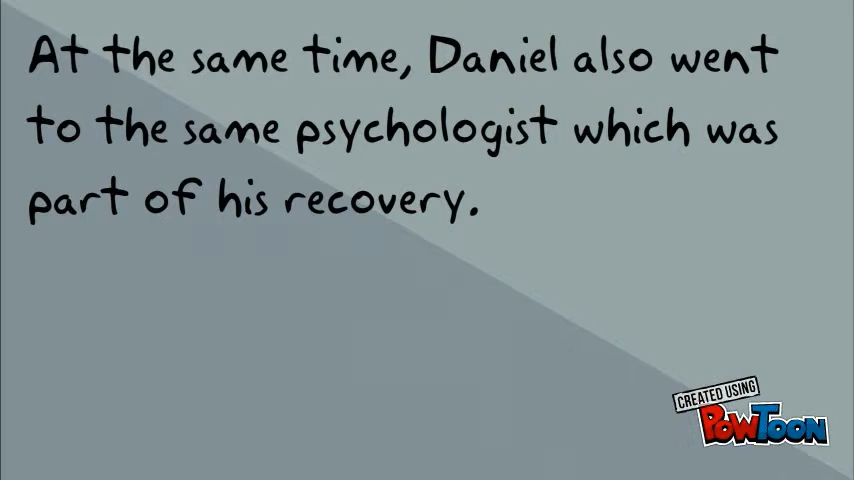 At the same time, Daniel also went
to the same psychologist which was
part of his recovery.
CREATED USING
POWTOON